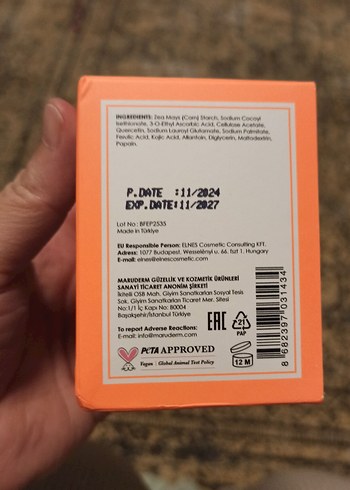 INGREDIENTS: Zea Mays (Corn) Starch, Sodium Cocoyl
Isethionate, 3-O-Ethyl Ascorbic Acid, Cellulose Acetate,
Quercetin, Sodium Lauroyl Glutamate, Sodium Palmitate,
Ferulic Acid, Kojic Acid, Allantoin, Diglycerin, Maltodextrin,
Papain.
P.DATE :11/2024
EXP.DATE:11/2027
Lot No : BFEP2535
Made in Türkiye
EU Responsible Person: ELNES Cosmetic Consulting KFT.
Adress: 1077 Budapest, Wesselényi u. 66. fszt 1. Hungary
E-mail: elnes@elnescosmetic.com
MARUDERM GÜZELLİK VE KOZMETİK ÜRÜNLERİ
SANAYİ TİCARET ANONİM ŞİRKETİ
İkitelli OSB Mah. Giyim Sanatkarları Sosyal Tesis
Sok. Giyim Sanatkarları Ticaret Mer. Sitesi
No:1/1 İç Kapı No: B0004
Başakşehir/İstanbul Türkiye
To report Adverse Reactions:
E-mail: info@maruderm.com
EAC
21
PAP
PeTA APPROVED
Vegan | Global Animal Test Policy
12 M
8 682397 031434